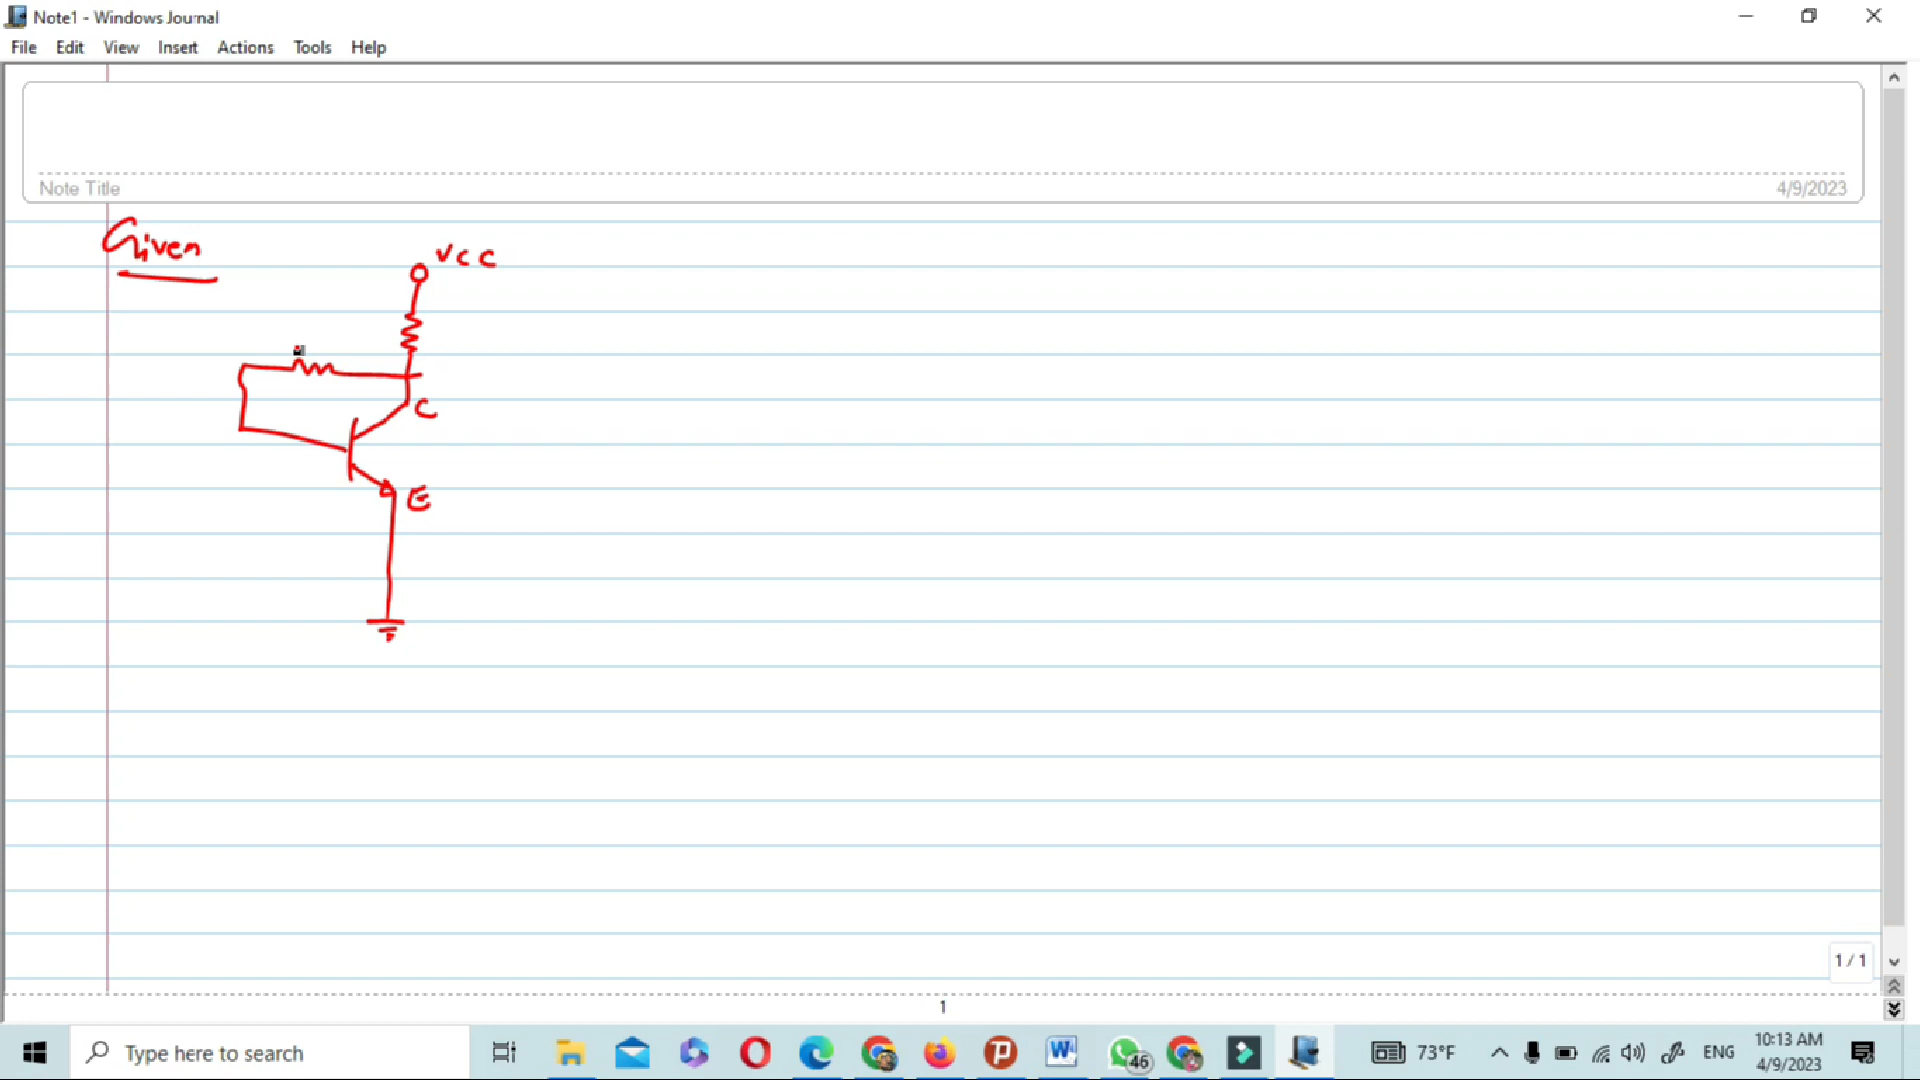 Note1 - Windows Journal
File Edit View Insert Actions Tools Help
Note Title
4/9/2023
Given
VCC
C
E
1 / 1
1
Type here to search
46
73°F
ENG
10:13 AM
4/9/2023